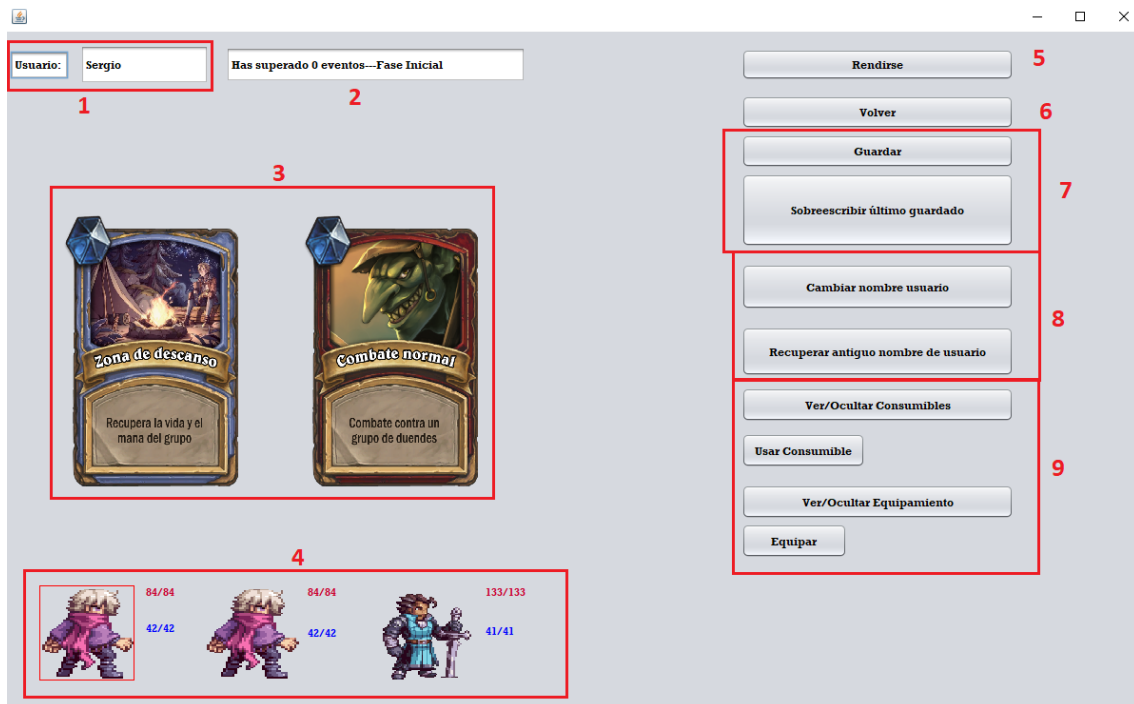 Usuario:
Sergio
1
Has superado 0 eventos---Fase Inicial
2
Rendirse
5
Volver
6
Guardar
Sobreescribir último guardado
7
Cambiar nombre usuario
Recuperar antiguo nombre de usuario
8
Ver/Ocultar Consumibles
Usar Consumible
Ver/Ocultar Equipamiento
Equipar
9
3
Zona de descanso
Recupera la vida y el
mana del grupo
Combate normal
Combate contra un
grupo de duendes
4
84/84
42/42
84/84
42/42
133/133
41/41